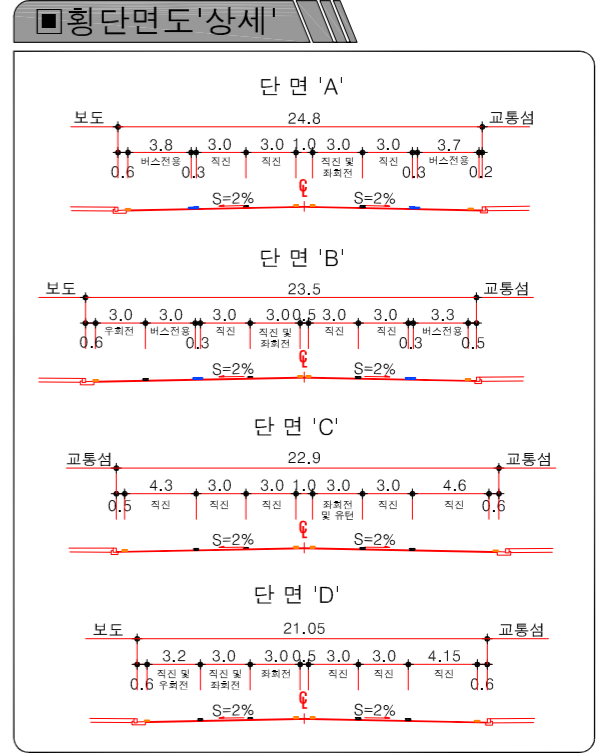 ■횡단면도'상세'
단 면 'A'
보도 24.8 교통섬
3.8 3.0 3.0 1.0 3.0 3.0 3.7
버스전용 직진 직진 직진 및 좌회전 직진 버스전용
0.6 0.3 0.3 0.2
℄
S=2% S=2%
단 면 'B'
보도 23.5 교통섬
3.0 3.0 3.0 3.0 0.5 3.0 3.0 3.3
우회전 버스전용 직진 직진 및 좌회전 직진 직진 버스전용
0.6 0.3 0.3 0.5
℄
S=2% S=2%
단 면 'C'
교통섬 22.9 교통섬
4.3 3.0 3.0 1.0 3.0 3.0 4.6
직진 직진 직진 좌회전 및 유턴 직진 직진
0.5 0.6
℄
S=2% S=2%
단 면 'D'
보도 21.05 교통섬
3.2 3.0 3.0 0.5 3.0 3.0 4.15
직진 및 우회전 직진 및 좌회전 좌회전 직진 직진 직진
0.6 0.6
℄
S=2% S=2%